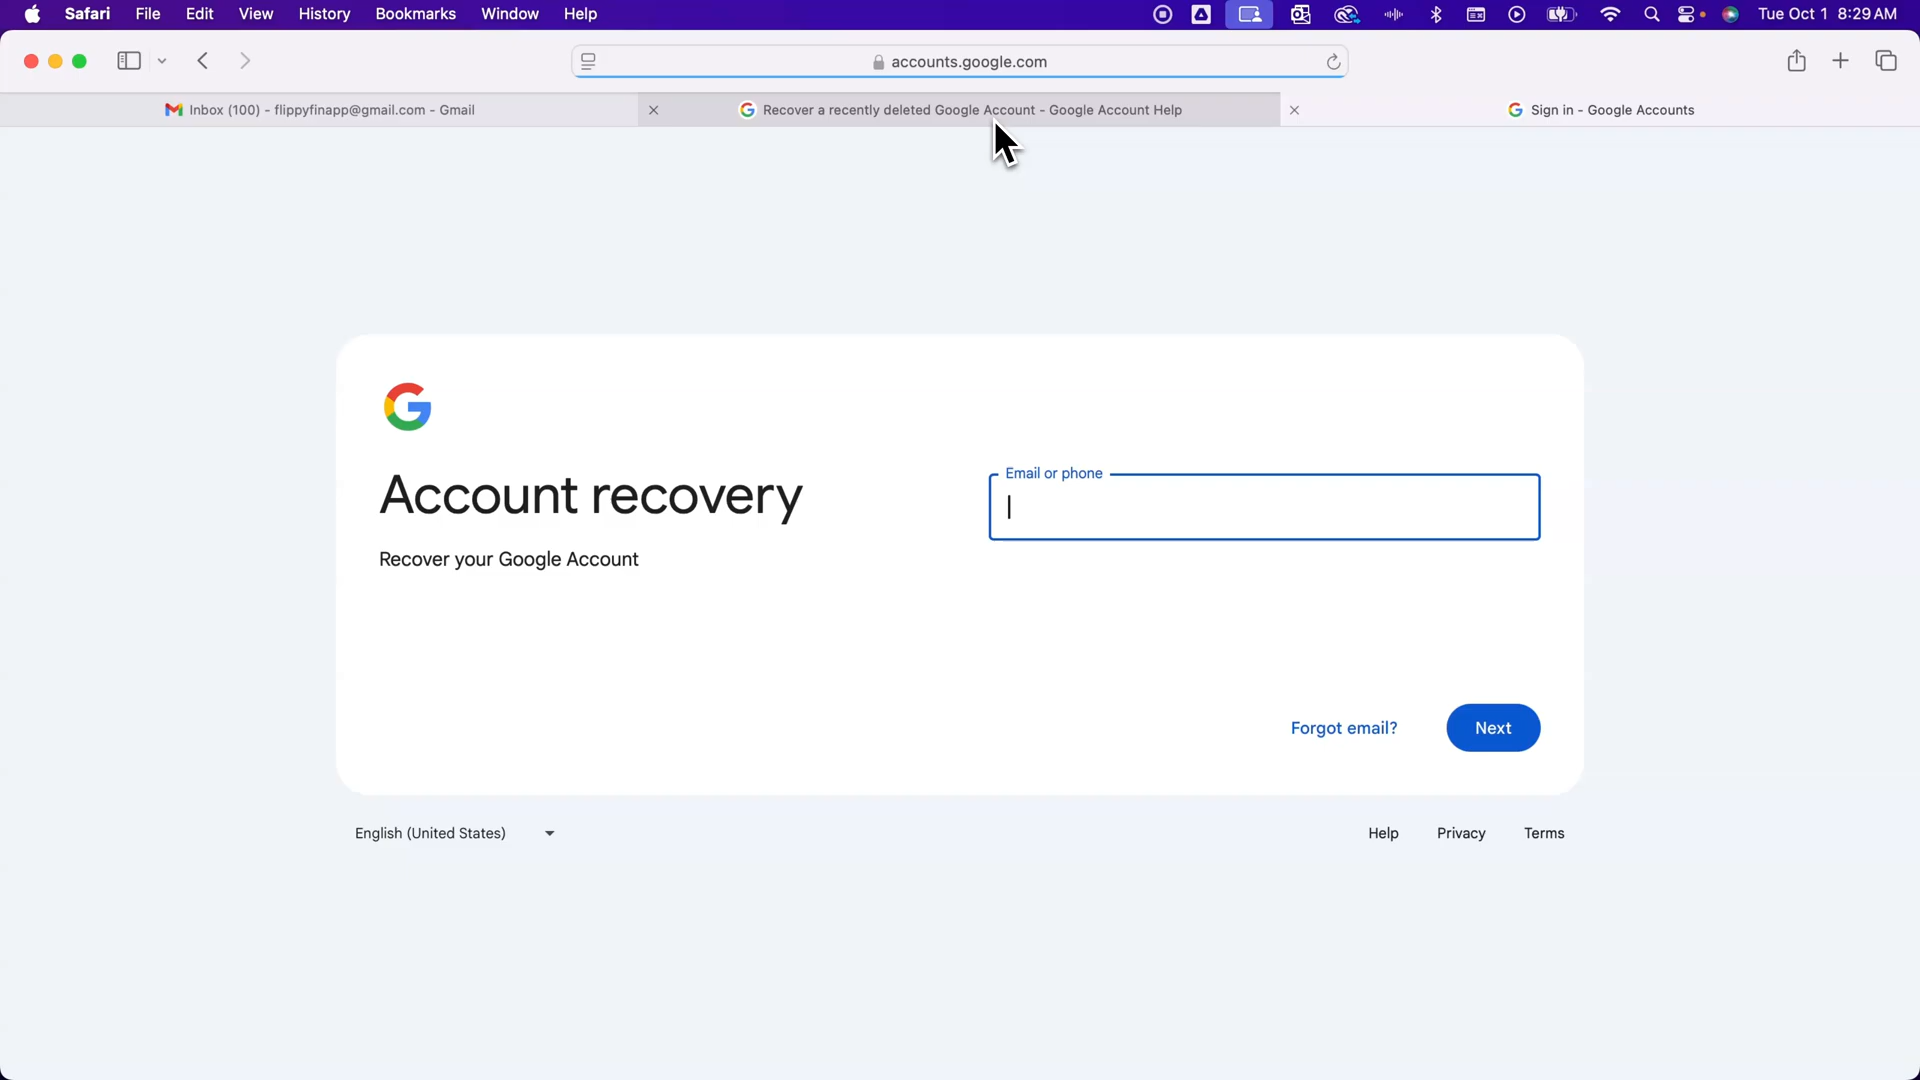 Safari File Edit View History Bookmarks Window Help Tue Oct 1 8:29 AM
accounts.google.com
Inbox (100) - flippyfinapp@gmail.com - Gmail
Recover a recently deleted Google Account - Google Account Help
Sign in - Google Accounts
Account recovery
Recover your Google Account
Email or phone
Forgot email?
Next
English (United States)
Help Privacy Terms